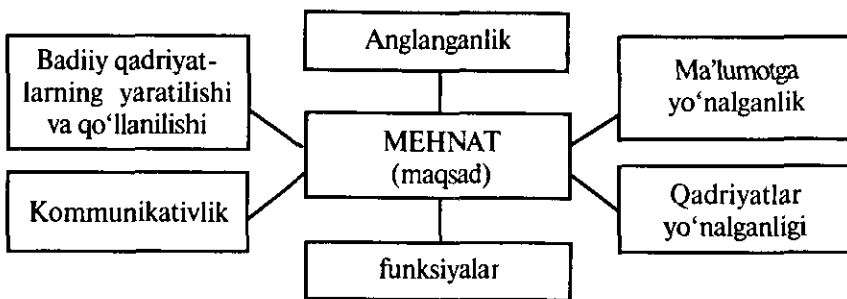 Anglanganlik
Badiiy qadriyat-
larning yaratilishi
va qo‘llanilishi
Ma’lumotga
yo‘nalganlik
MEHNAT
(maqsad)
Kommunikativlik
Qadriyatlar
yo‘nalganligi
funksiyalar